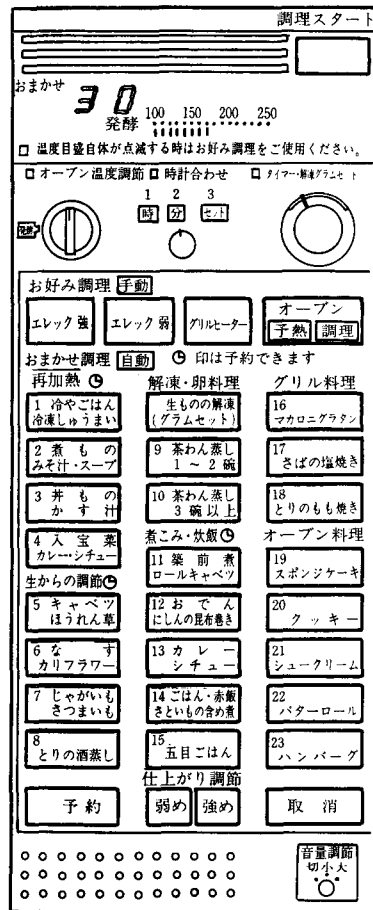 調理スタート
おまかせ
30
発酵
100 150 200 250
温度目盛自体が点滅する時はお好み調理をご使用ください。
オーブン温度調節 時計合わせ タイマー・解凍グラムセット
1 2 3
時 分 セット
発酵
お好み調理 手動
エレック 強 エレック 弱 グリルヒーター オーブン
予熱 調理
おまかせ調理 自動 印は予約できます
再加熱 解凍・卵料理 グリル料理
1 冷やごはん
冷凍しゅうまい
生ものの解凍
(グラムセット)
16
マカロニグラタン
2 煮もの
みそ汁・スープ
9 茶わん蒸し
1～2碗
17
さばの塩焼き
3 丼もの
かす汁
10 茶わん蒸し
3碗以上
18
とりのもも焼き
4 入宝菜
カレー・シチュー
煮こみ・炊飯
オーブン料理
11 築前煮
ロールキャベツ
19
スポンジケーキ
生からの調節
5 キャベツ
ほうれん草
12 おでん
にしんの昆布巻き
20
クッキー
6 なす
カリフラワー
13 カレー
シチュー
21
シュークリーム
7 じゃがいも
さつまいも
14 ごはん・赤飯
さといもの含め煮
22
バターロール
8
とりの酒蒸し
15
五目ごはん
23
ハンバーグ
仕上がり調節
予約 弱め 強め 取消
音量調節
切小大